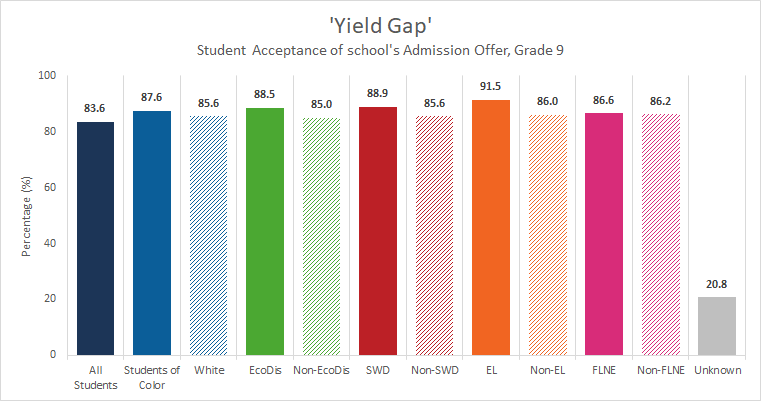 'Yield Gap'
Student Acceptance of school's Admission Offer, Grade 9
Percentage (%)
100
80
60
40
20
0
83.6
87.6
85.6
88.5
85.0
88.9
85.6
91.5
86.0
86.6
86.2
20.8
All
Students
Students of
Color
White
EcoDis
Non-EcoDis
SWD
Non-SWD
EL
Non-EL
FLNE
Non-FLNE
Unknown